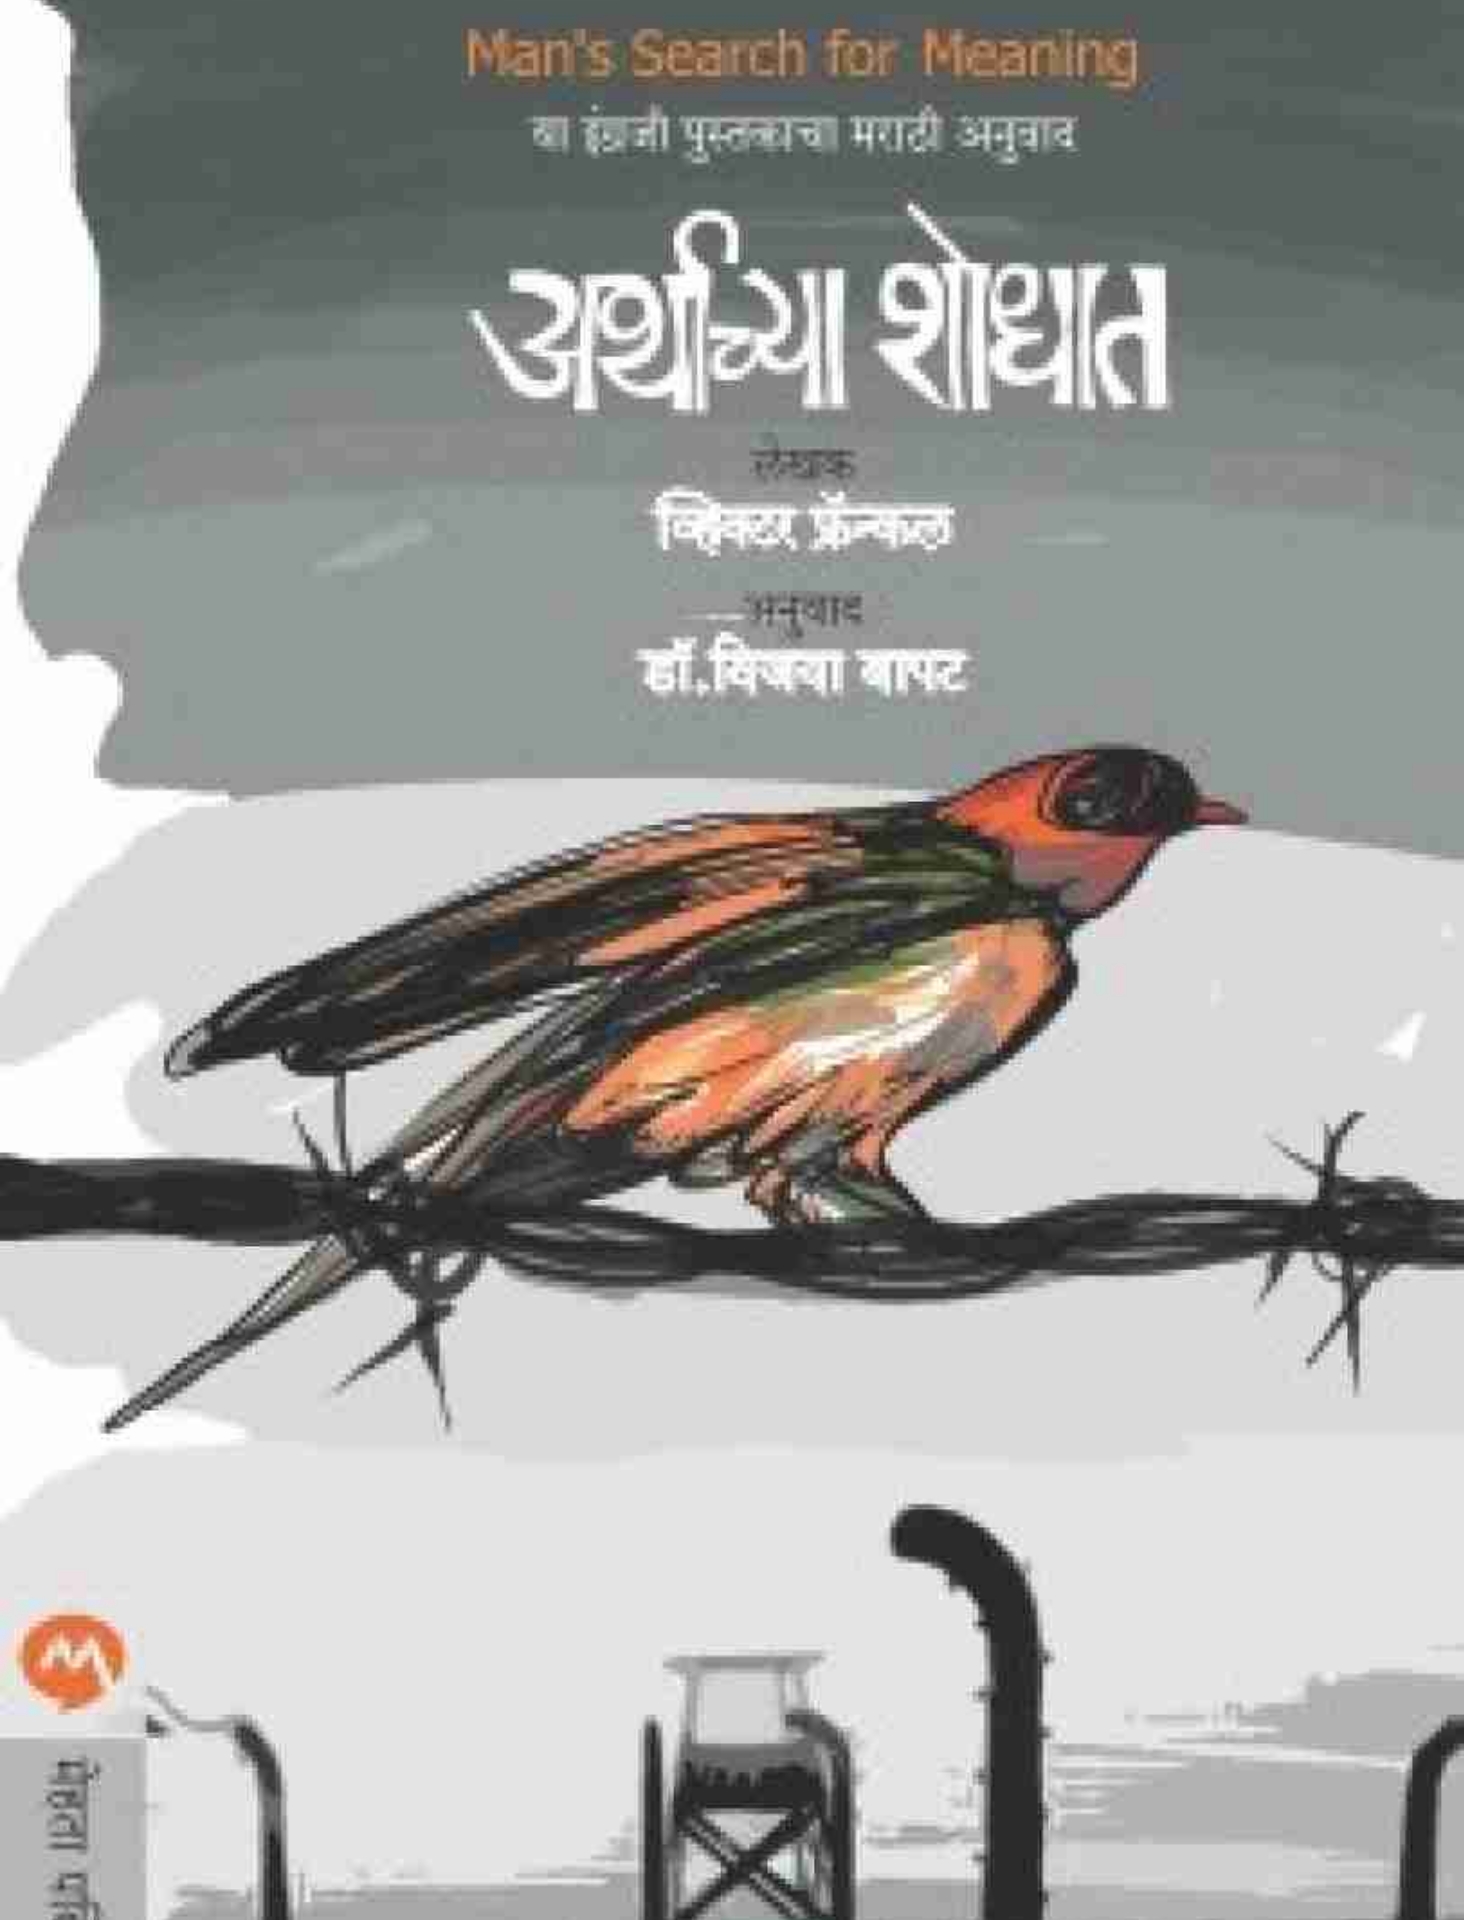 Man's Search for Meaning
या इंग्रजी पुस्तकाचा मराठी अनुवाद
अर्थाच्या शोधात
लेखक
व्हिक्टर फ्रॅन्कल
अनुवाद
डॉ.विजया बापट